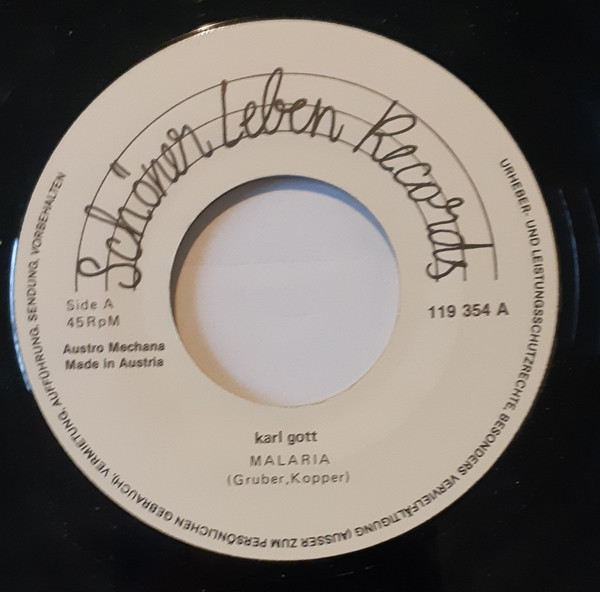 Schöner Leben Records
Side A
45RpM
119 354 A
Austro Mechana
Made in Austria
karl gott
MALARIA
(Gruber,Kopper)
URHEBER- UND LEISTUNGSSCHUTZRECHTE, BESONDERS VERVIELFÄLTIGUNG (AUSSER ZUM PERSÖNLICHEN GEBRAUCH), VERMIETUNG, AUFFÜHRUNG, SENDUNG, VORBEHALTEN